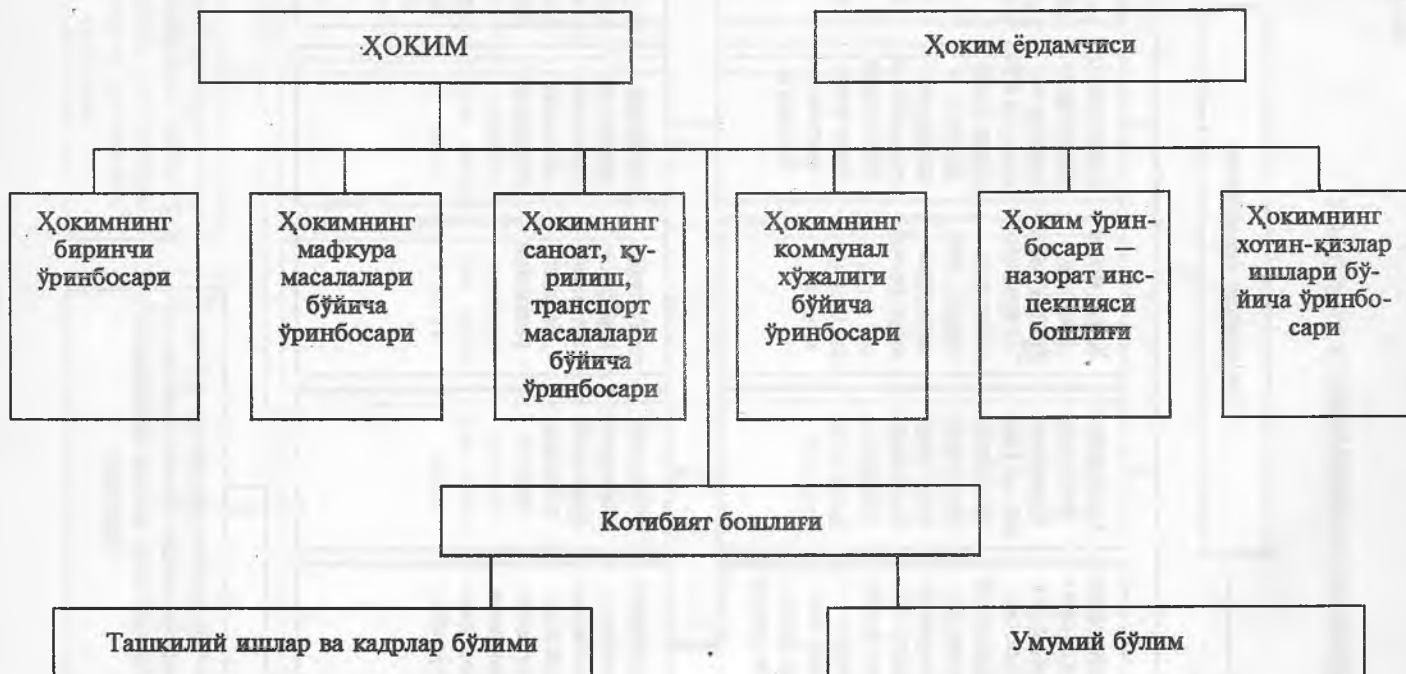 ҲОКИМ
Ҳоким ёрдамчиси
Ҳокимнинг
биринчи
ўринбосари
Ҳокимнинг
мафкура
масалалари
бўйича
ўринбосари
Ҳокимнинг
саноат, қу-
рилиш,
транспорт
масалалари
бўйича
ўринбосари
Ҳокимнинг
коммунал
хўжалиги
бўйича
ўринбосари
Ҳоким ўрин-
босари —
назорат инс-
пекцияси
бошлиғи
Ҳокимнинг
хотин-қизлар
ишлари бў-
йича ўринбо-
сари
Котибият бошлиғи
Ташкилий ишлар ва кадрлар бўлими
Умумий бўлим